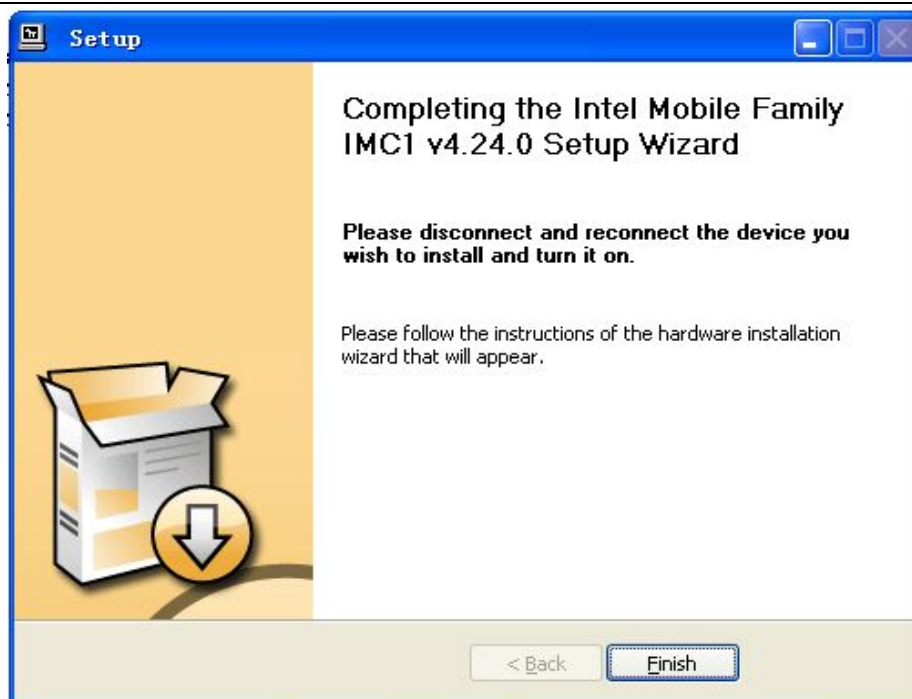 Setup
Completing the Intel Mobile Family
IMC1 v4.24.0 Setup Wizard
Please disconnect and reconnect the device you
wish to install and turn it on.
Please follow the instructions of the hardware installation
wizard that will appear.
< Back
Finish